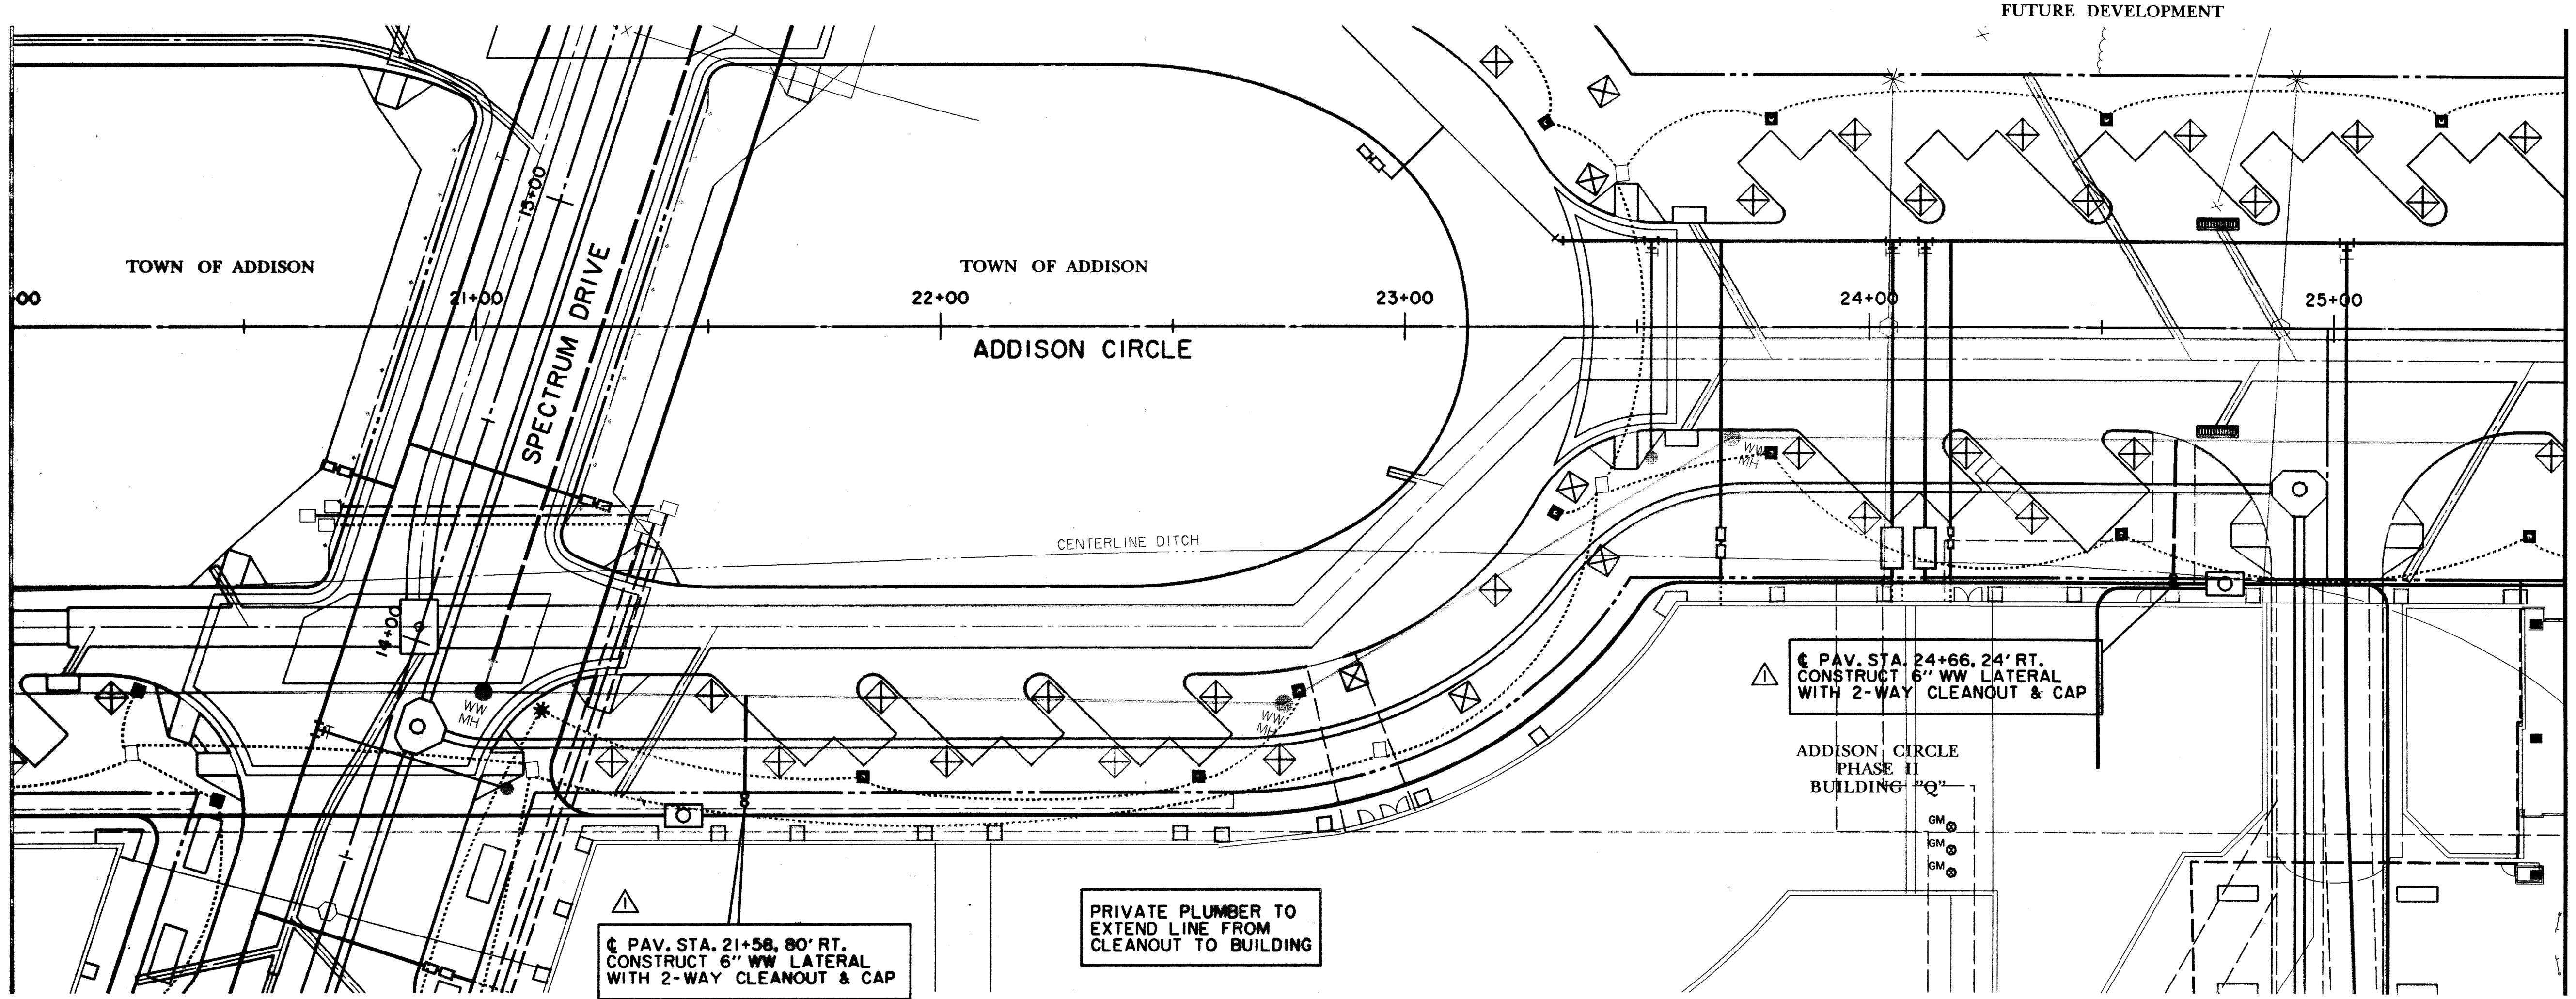 FUTURE DEVELOPMENT
15+00
SPECTRUM DRIVE
TOWN OF ADDISON
TOWN OF ADDISON
00
21+00
22+00
23+00
24+00
25+00
ADDISON CIRCLE
WW
MH
CENTERLINE DITCH
14+00
WW
MH
WW
MH
1
℄ PAV. STA. 24+66, 24' RT.
CONSTRUCT 6" WW LATERAL
WITH 2-WAY CLEANOUT & CAP
ADDISON CIRCLE
PHASE II
BUILDING "Q"
GM
GM
GM
1
℄ PAV. STA. 21+58, 80' RT.
CONSTRUCT 6" WW LATERAL
WITH 2-WAY CLEANOUT & CAP
PRIVATE PLUMBER TO
EXTEND LINE FROM
CLEANOUT TO BUILDING